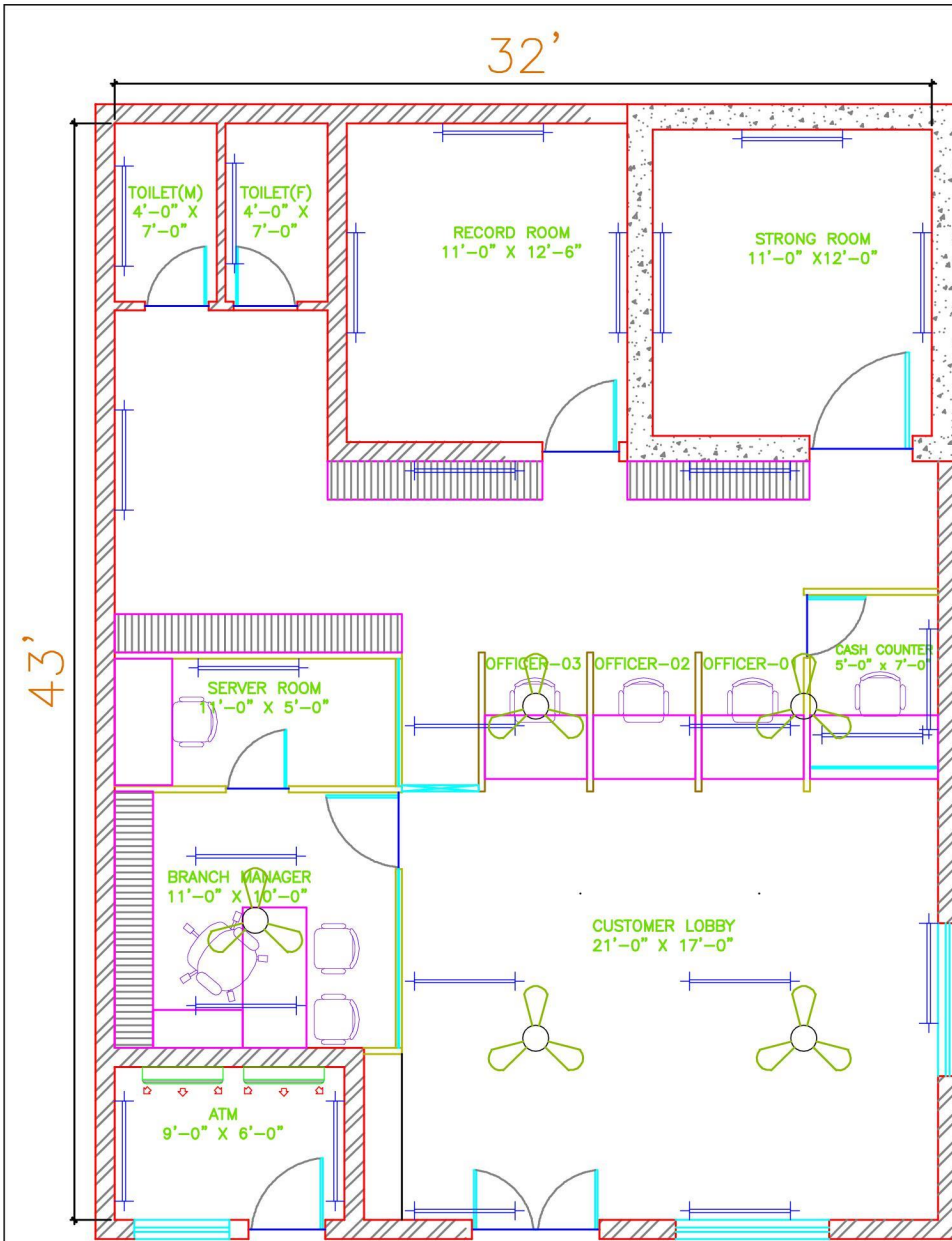 32'
43'
TOILET(M)
4'-0" X
7'-0"
TOILET(F)
4'-0" X
7'-0"
RECORD ROOM
11'-0" X 12'-6"
STRONG ROOM
11'-0" X12'-0"
OFFICER-03
OFFICER-02
OFFICER-01
CASH COUNTER
5'-0" x 7'-0"
SERVER ROOM
11'-0" X 5'-0"
BRANCH MANAGER
11'-0" X 10'-0"
CUSTOMER LOBBY
21'-0" X 17'-0"
ATM
9'-0" X 6'-0"